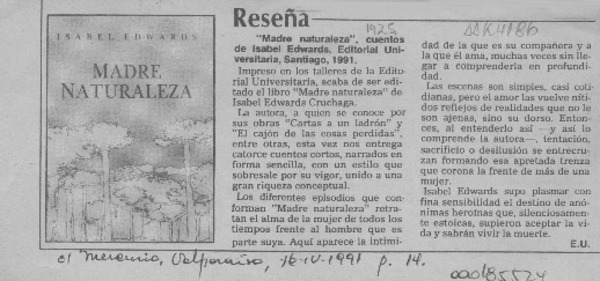 ISABEL EDWARDS
MADRE
NATURALEZA
Reseña
1925
"Madre naturaleza", cuentos
de Isabel Edwards. Editorial Uni-
versitaria, Santiago, 1991.
Impreso en los talleres de la Edito-
rial Universitaria, acaba de ser edi-
tado el libro "Madre naturaleza" de
Isabel Edwards Cruchaga.
La autora, a quien se conoce por
sus obras "Cartas a un ladrón" y
"El cajón de las cosas perdidas",
entre otras, esta vez nos entrega
catorce cuentos cortos, narrados en
forma sencilla, con un estilo que
sobresale por su vigor, unido a una
gran riqueza conceptual.
Los diferentes episodios que con-
forman "Madre naturaleza" retra-
tan el alma de la mujer de todos los
tiempos frente al hombre que es
parte suya. Aquí aparece la intimi-
dad de la que es su compañera y a
la que él ama, muchas veces sin lle-
gar a comprenderla en profundi-
dad.
Las escenas son simples, casi coti-
dianas, pero el amor las vuelve níti-
dos reflejos de realidades que no le
son ajenas, sino su dorso. Enton-
ces, al entenderlo así —y así lo
comprende la autora—, tentación,
sacrificio o desilusión se entrecru-
zan formando esa apretada trenza
que corona la frente de más de una
mujer.
Isabel Edwards supo plasmar con
fina sensibilidad el destino de anó-
nimas heroínas que, silenciosamen-
te estoicas, supieron aceptar la vi-
da y sabrán vivir la muerte.
E.U.
el Mercurio, Valparaíso, 16-IV-1991 p. 14.
000185524